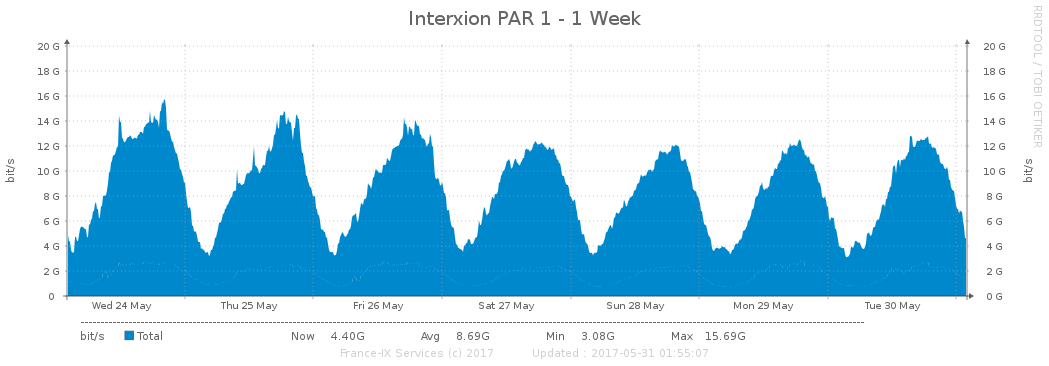 Interxion PAR 1 - 1 Week
RRDTOOL / TOBI OETIKER
20 G 20 G
18 G 18 G
16 G 16 G
14 G 14 G
12 G 12 G
10 G 10 G
8 G 8 G
6 G 6 G
4 G 4 G
2 G 2 G
0 0 G
bit/s
bit/s
Wed 24 May Thu 25 May Fri 26 May Sat 27 May Sun 28 May Mon 29 May Tue 30 May
bit/s Total Now 4.40G Avg 8.69G Min 3.08G Max 15.69G
France-IX Services (c) 2017 Updated : 2017-05-31 01:55:07